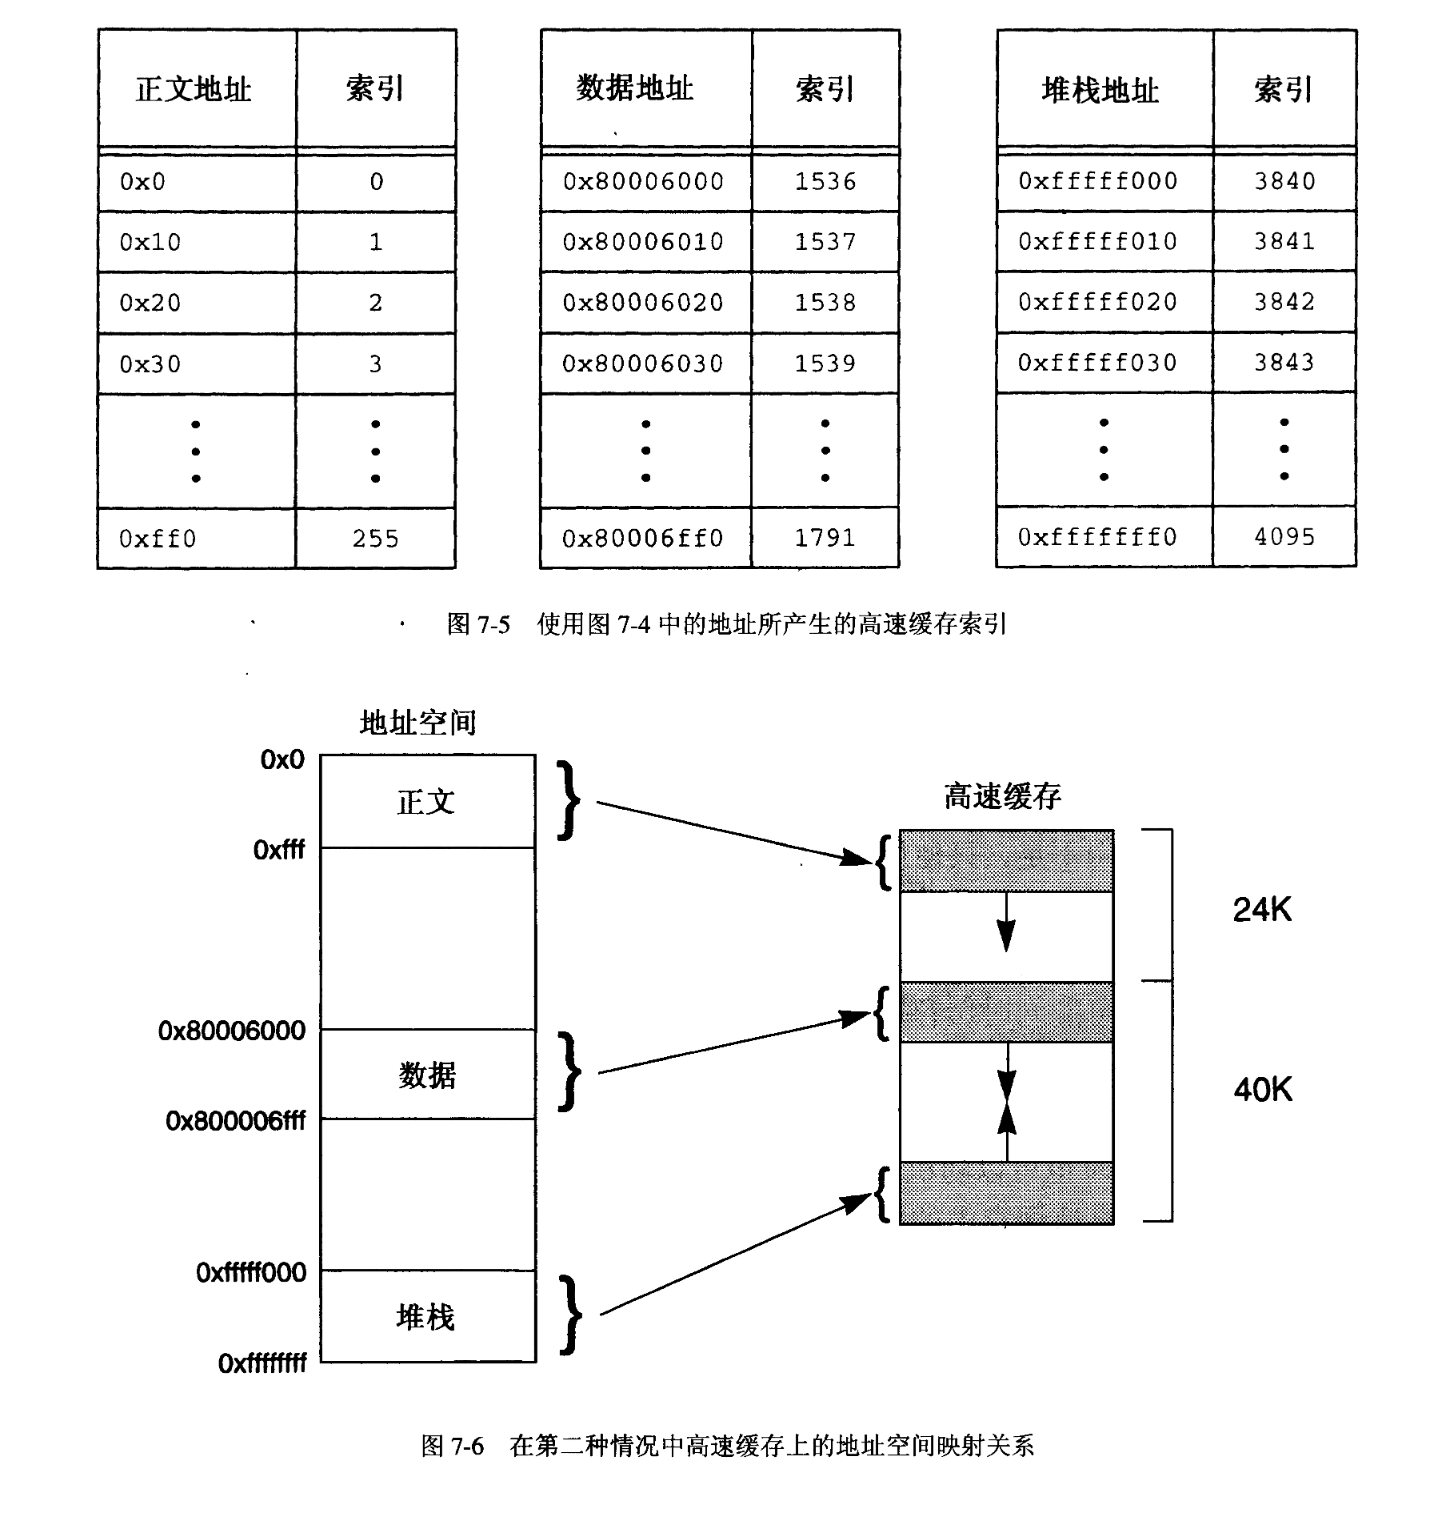 正文地址 索引
0x0 0
0x10 1
0x20 2
0x30 3
0xff0 255
数据地址 索引
0x80006000 1536
0x80006010 1537
0x80006020 1538
0x80006030 1539
0x80006ff0 1791
堆栈地址 索引
0xfffff000 3840
0xfffff010 3841
0xfffff020 3842
0xfffff030 3843
0xfffffff0 4095
图 7-5 使用图 7-4 中的地址所产生的高速缓存索引
地址空间
0x0
正文
0xfff
0x80006000
数据
0x800006fff
0xfffff000
堆栈
0xffffffff
高速缓存
24K
40K
图 7-6 在第二种情况中高速缓存上的地址空间映射关系